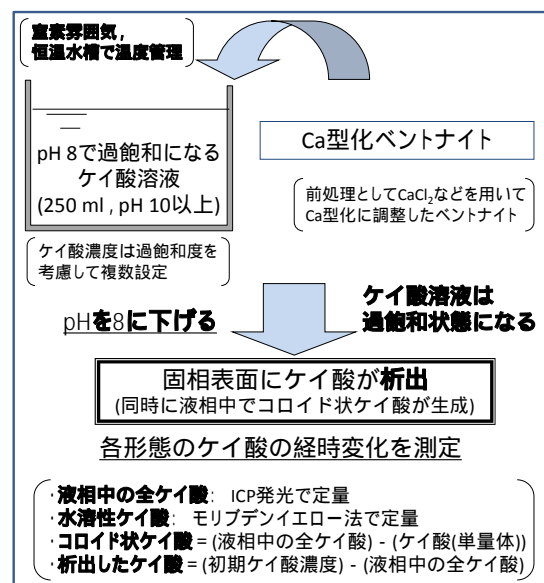 窒素雰囲気，
恒温水槽で温度管理
pH 8で過飽和になる
ケイ酸溶液
(250 ml , pH 10以上)
Ca型化ベントナイト
前処理としてCaCl2などを用いて
Ca型化に調整したベントナイト
ケイ酸濃度は過飽和度を
考慮して複数設定
pHを8に下げる
ケイ酸溶液は
過飽和状態になる
固相表面にケイ酸が析出
(同時に液相中でコロイド状ケイ酸が生成)
各形態のケイ酸の経時変化を測定
・液相中の全ケイ酸： ICP発光で定量
・水溶性ケイ酸： モリブデンイエロー法で定量
・コロイド状ケイ酸 = (液相中の全ケイ酸) - (ケイ酸(単量体))
・析出したケイ酸 = (初期ケイ酸濃度) - (液相中の全ケイ酸)